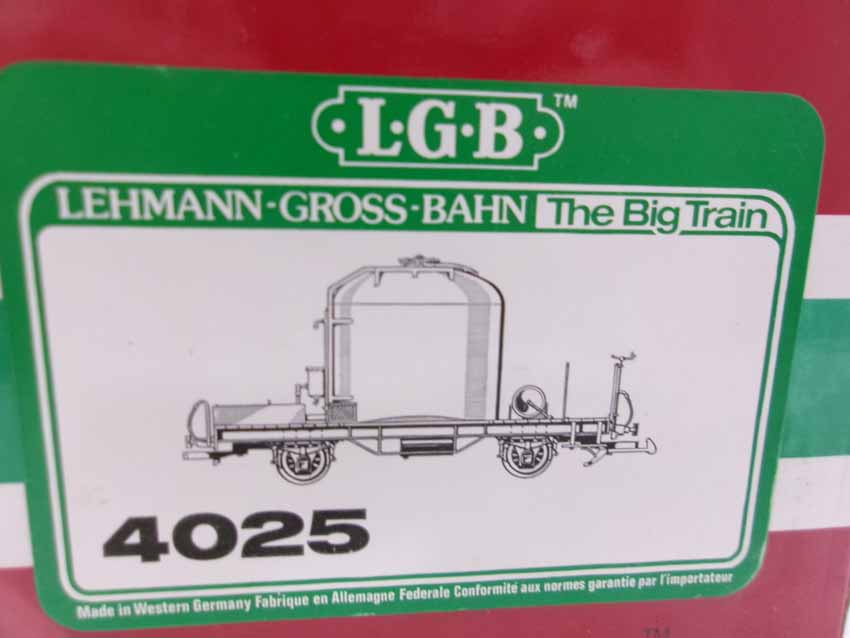 L·G·B ™
LEHMANN-GROSS-BAHN The Big Train
4025
Made in Western Germany Fabrique en Allemagne Federale Conformité aux normes garantie par l'importateur
TM